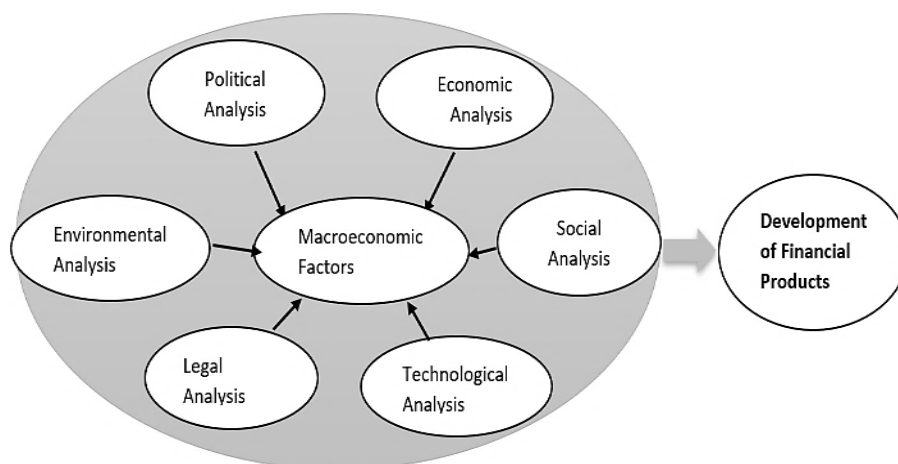 Political
Analysis
Economic
Analysis
Environmental
Analysis
Macroeconomic
Factors
Social
Analysis
Development
of Financial
Products
Legal
Analysis
Technological
Analysis